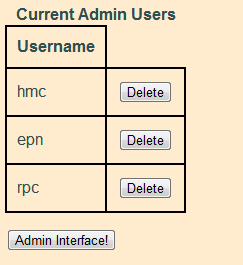 Current Admin Users
Username
hmc Delete
epn Delete
rpc Delete
Admin Interface!